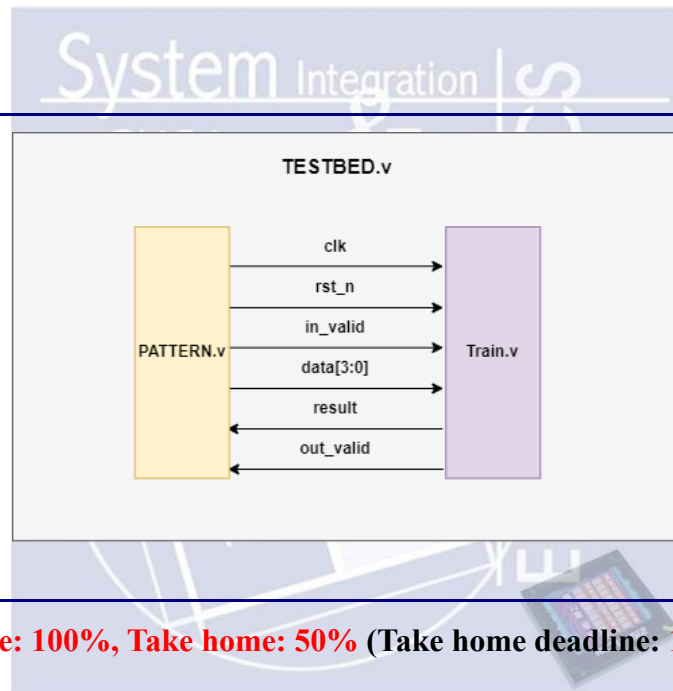 System Integration
TESTBED.v
clk
rst_n
in_valid
PATTERN.v
Train.v
data[3:0]
result
out_valid
100%, Take home: 50% (Take home deadline: